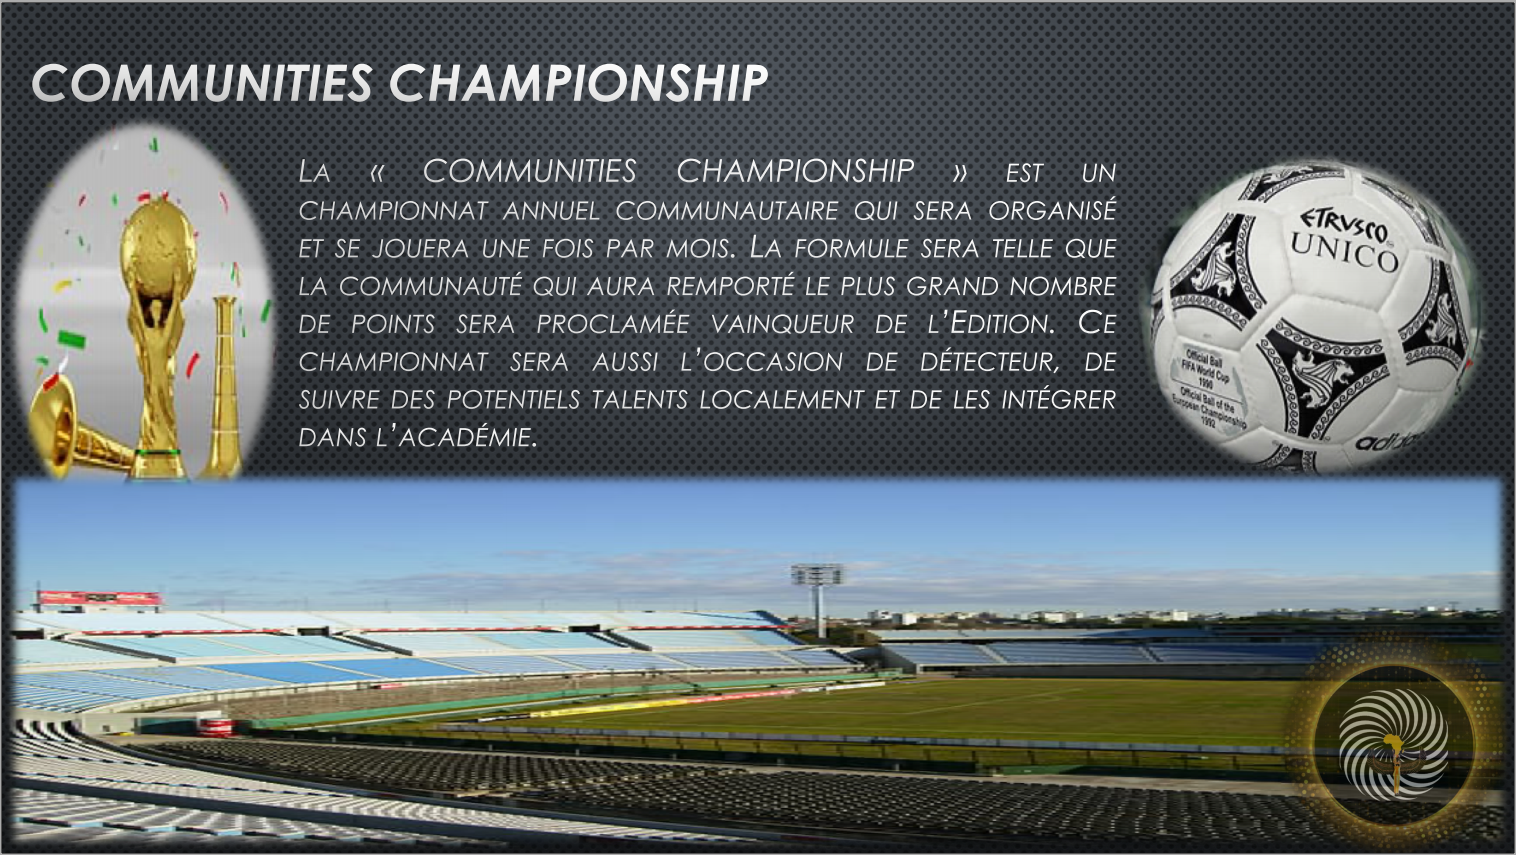 COMMUNITIES CHAMPIONSHIP
LA « COMMUNITIES CHAMPIONSHIP » EST UN
CHAMPIONNAT ANNUEL COMMUNAUTAIRE QUI SERA ORGANISÉ
ET SE JOUERA UNE FOIS PAR MOIS. LA FORMULE SERA TELLE QUE
LA COMMUNAUTÉ QUI AURA REMPORTÉ LE PLUS GRAND NOMBRE
DE POINTS SERA PROCLAMÉE VAINQUEUR DE L’EDITION. CE
CHAMPIONNAT SERA AUSSI L’OCCASION DE DÉTECTEUR, DE
SUIVRE DES POTENTIELS TALENTS LOCALEMENT ET DE LES INTÉGRER
DANS L’ACADÉMIE.
ETRVSCO
UNICO
Official Ball
FIFA World Cup
1990
Official Ball of the
European Championship
1992
adidas